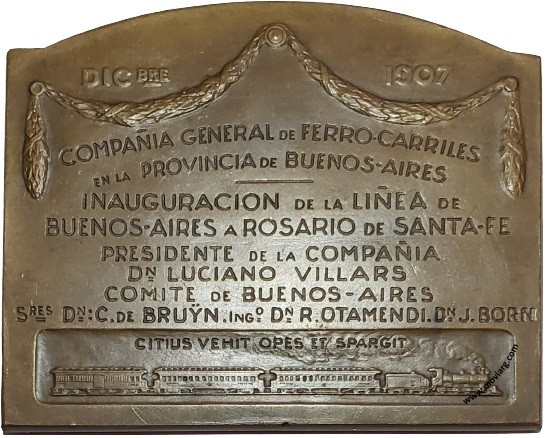 DICBRE 1907
COMPAÑIA GENERAL DE FERRO-CARRILES
EN LA PROVINCIA DE BUENOS-AIRES
INAUGURACION DE LA LIÑEA DE
BUENOS-AIRES A ROSARIO DE SANTA-FE
PRESIDENTE DE LA COMPAÑIA
DN LUCIANO VILLARS
COMITE DE BUENOS-AIRES
SRES DN: C. DE BRUŸN. INGO DN R. OTAMENDI. DN J. BORN
CITIUS VEHIT OPES ET SPARGIT